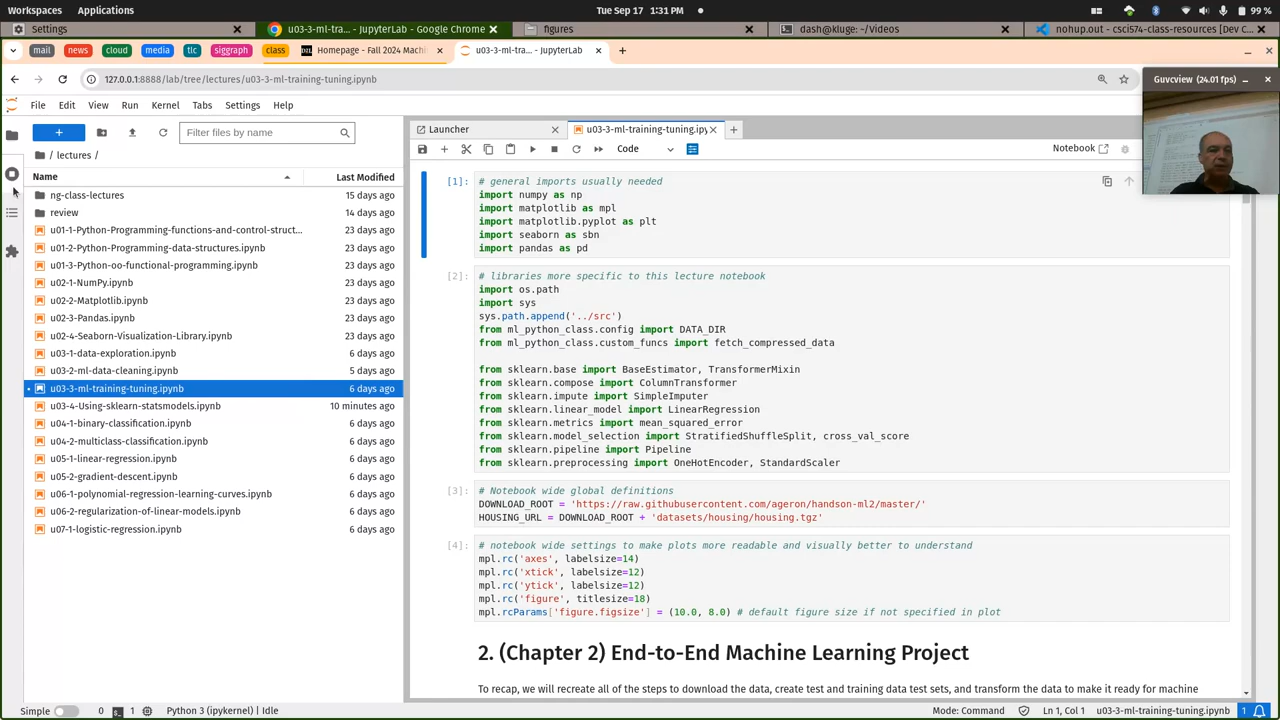 Workspaces Applications Tue Sep 17 1:31 PM 99 %
Settings u03-3-ml-tra... - JupyterLab - Google Chrome figures dash@kluge: ~/Videos nohup.out - csci574-class-resources [Dev C...
mail news cloud media tlc siggraph class Homepage - Fall 2024 Machi u03-3-ml-tra... - JupyterLab
127.0.0.1:8888/lab/tree/lectures/u03-3-ml-training-tuning.ipynb
Guvcview (24.01 fps)
File Edit View Run Kernel Tabs Settings Help
Filter files by name
/ lectures /
Name Last Modified
ng-class-lectures 15 days ago
review 14 days ago
u01-1-Python-Programming-functions-and-control-struct... 23 days ago
u01-2-Python-Programming-data-structures.ipynb 23 days ago
u01-3-Python-oo-functional-programming.ipynb 23 days ago
u02-1-NumPy.ipynb 23 days ago
u02-2-Matplotlib.ipynb 23 days ago
u02-3-Pandas.ipynb 23 days ago
u02-4-Seaborn-Visualization-Library.ipynb 23 days ago
u03-1-data-exploration.ipynb 6 days ago
u03-2-ml-data-cleaning.ipynb 5 days ago
u03-3-ml-training-tuning.ipynb 6 days ago
u03-4-Using-sklearn-statsmodels.ipynb 10 minutes ago
u04-1-binary-classification.ipynb 6 days ago
u04-2-multiclass-classification.ipynb 6 days ago
u05-1-linear-regression.ipynb 6 days ago
u05-2-gradient-descent.ipynb 6 days ago
u06-1-polynomial-regression-learning-curves.ipynb 6 days ago
u06-2-regularization-of-linear-models.ipynb 6 days ago
u07-1-logistic-regression.ipynb 6 days ago
Launcher u03-3-ml-training-tuning.ipy
Code Notebook
[1]: # general imports usually needed
import numpy as np
import matplotlib as mpl
import matplotlib.pyplot as plt
import seaborn as sbn
import pandas as pd
[2]: # libraries more specific to this lecture notebook
import os.path
import sys
sys.path.append('../src')
from ml_python_class.config import DATA_DIR
from ml_python_class.custom_funcs import fetch_compressed_data
from sklearn.base import BaseEstimator, TransformerMixin
from sklearn.compose import ColumnTransformer
from sklearn.impute import SimpleImputer
from sklearn.linear_model import LinearRegression
from sklearn.metrics import mean_squared_error
from sklearn.model_selection import StratifiedShuffleSplit, cross_val_score
from sklearn.pipeline import Pipeline
from sklearn.preprocessing import OneHotEncoder, StandardScaler
[3]: # Notebook wide global definitions
DOWNLOAD_ROOT = 'https://raw.githubusercontent.com/ageron/handson-ml2/master/'
HOUSING_URL = DOWNLOAD_ROOT + 'datasets/housing/housing.tgz'
[4]: # notebook wide settings to make plots more readable and visually better to understand
mpl.rc('axes', labelsize=14)
mpl.rc('xtick', labelsize=12)
mpl.rc('ytick', labelsize=12)
mpl.rc('figure', titlesize=18)
mpl.rcParams['figure.figsize'] = (10.0, 8.0) # default figure size if not specified in plot
2. (Chapter 2) End-to-End Machine Learning Project
To recap, we will recreate all of the steps to download the data, create test and training data test sets, and transform the data to make it ready for machine
Simple 0 1 Python 3 (ipykernel) | Idle Mode: Command Ln 1, Col 1 u03-3-ml-training-tuning.ipynb 1